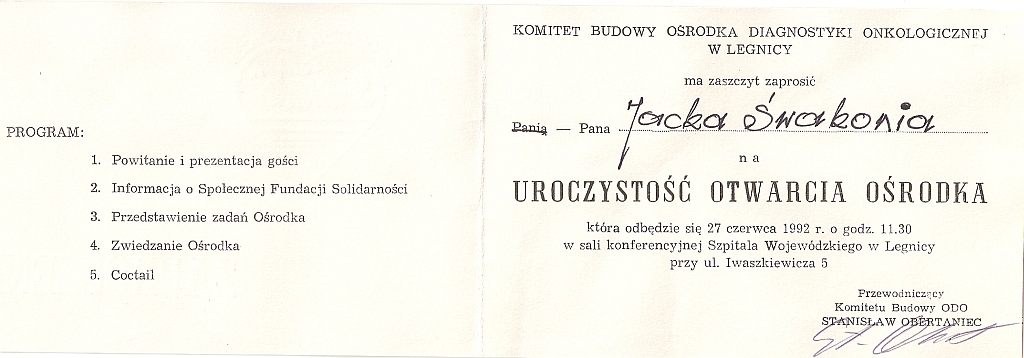 PROGRAM:
1. Powitanie i prezentacja gości
2. Informacja o Społecznej Fundacji Solidarności
3. Przedstawienie zadań Ośrodka
4. Zwiedzanie Ośrodka
5. Coctail
KOMITET BUDOWY OŚRODKA DIAGNOSTYKI ONKOLOGICZNEJ
W LEGNICY
ma zaszczyt zaprosić
Panią — Pana Jacka Swakonia
na
UROCZYSTOŚĆ OTWARCIA OŚRODKA
która odbędzie się 27 czerwca 1992 r. o godz. 11.30
w sali konferencyjnej Szpitala Wojewódzkiego w Legnicy
przy ul. Iwaszkiewicza 5
Przewodniczący
Komitetu Budowy ODO
STANISŁAW OBERTANIEC